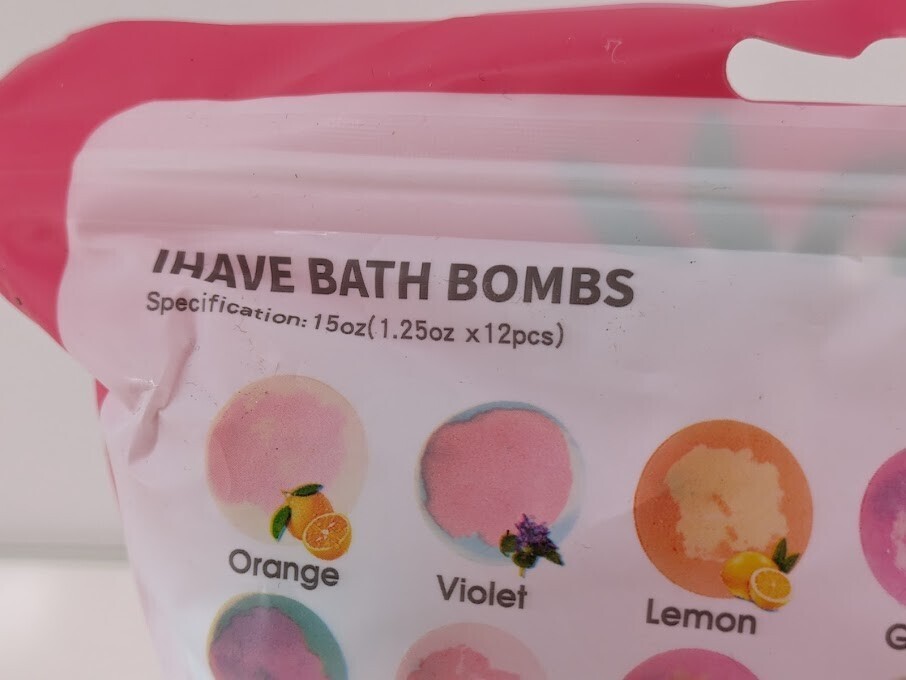 IHAVE BATH BOMBS
Specification: 15oz(1.25oz x12pcs)
Orange
Violet
Lemon